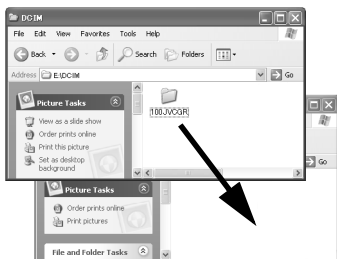 DCIM
File Edit View Favorites Tools Help
Back Search Folders
Address E:\DCIM Go
Picture Tasks
View as a slide show
Order prints online
Print this picture
Set as desktop
background
100JVCGR
Go
Picture Tasks
Order prints online
Print pictures
File and Folder Tasks